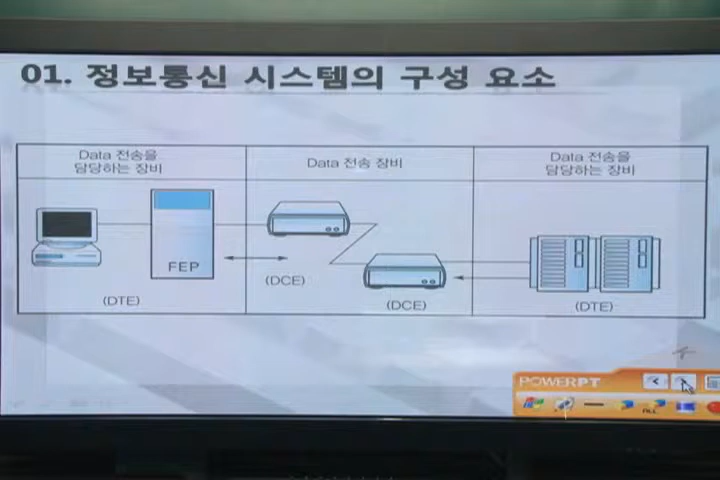 01. 정보통신 시스템의 구성 요소
Data 전송을
담당하는 장비
Data 전송 장비
Data 전송을
담당하는 장비
FEP
(DTE)
(DCE)
(DCE)
(DTE)
POWERPT
ALL